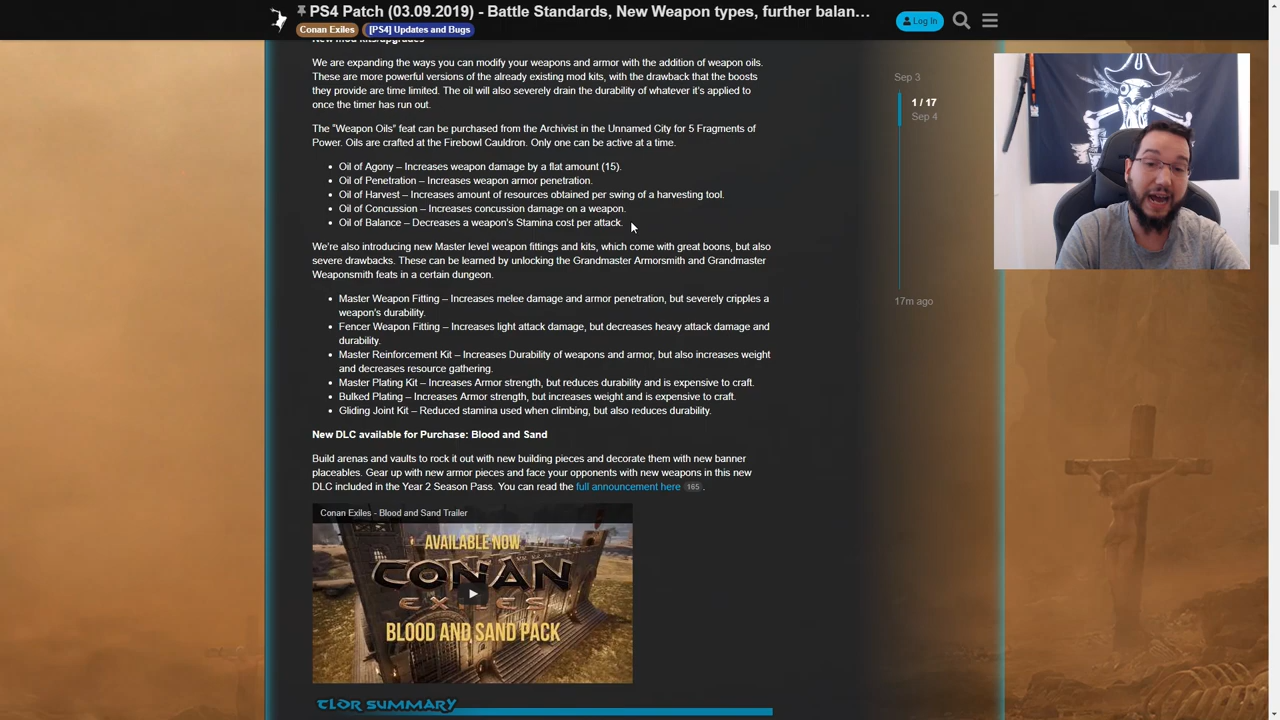 PS4 Patch (03.09.2019) - Battle Standards, New Weapon types, further balan...
Conan Exiles [PS4] Updates and Bugs
Log In
New mod kits/upgrades
We are expanding the ways you can modify your weapons and armor with the addition of weapon oils.
These are more powerful versions of the already existing mod kits, with the drawback that the boosts
they provide are time limited. The oil will also severely drain the durability of whatever it's applied to
once the timer has run out.
The "Weapon Oils" feat can be purchased from the Archivist in the Unnamed City for 5 Fragments of
Power. Oils are crafted at the Firebowl Cauldron. Only one can be active at a time.
• Oil of Agony – Increases weapon damage by a flat amount (15).
• Oil of Penetration – Increases weapon armor penetration.
• Oil of Harvest – Increases amount of resources obtained per swing of a harvesting tool.
• Oil of Concussion – Increases concussion damage on a weapon.
• Oil of Balance – Decreases a weapon's Stamina cost per attack.
We're also introducing new Master level weapon fittings and kits, which come with great boons, but also
severe drawbacks. These can be learned by unlocking the Grandmaster Armorsmith and Grandmaster
Weaponsmith feats in a certain dungeon.
• Master Weapon Fitting – Increases melee damage and armor penetration, but severely cripples a
weapon's durability.
• Fencer Weapon Fitting – Increases light attack damage, but decreases heavy attack damage and
durability.
• Master Reinforcement Kit – Increases Durability of weapons and armor, but also increases weight
and decreases resource gathering.
• Master Plating Kit – Increases Armor strength, but reduces durability and is expensive to craft.
• Bulked Plating – Increases Armor strength, but increases weight and is expensive to craft.
• Gliding Joint Kit – Reduced stamina used when climbing, but also reduces durability.
New DLC available for Purchase: Blood and Sand
Build arenas and vaults to rock it out with new building pieces and decorate them with new banner
placeables. Gear up with new armor pieces and face your opponents with new weapons in this new
DLC included in the Year 2 Season Pass. You can read the full announcement here 165 .
Conan Exiles - Blood and Sand Trailer
AVAILABLE NOW
CONAN
EXILES
BLOOD AND SAND PACK
TLDR SUMMARY
Sep 3
1 / 17
Sep 4
17m ago